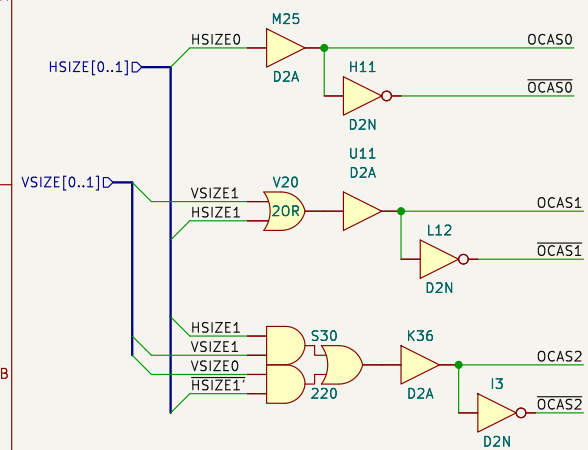 M25
HSIZE0
OCAS0
HSIZE[0..1]
H11
D2A
OCAS0
D2N
U11
D2A
VSIZE[0..1]
V20
VSIZE1
OCAS1
HSIZE1
2OR
L12
OCAS1
D2N
HSIZE1
S30
K36
VSIZE1
OCAS2
VSIZE0
B
I3
HSIZE1'
220
D2A
OCAS2
D2N